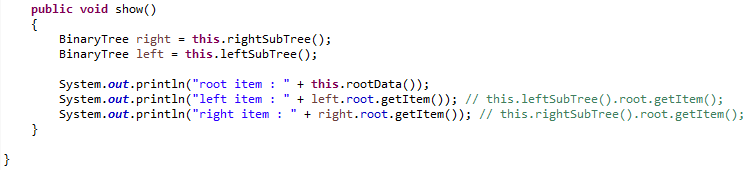 public void show()
{
BinaryTree right = this.rightSubTree();
BinaryTree left = this.leftSubTree();
System.out.println("root item : " + this.rootData());
System.out.println("left item : " + left.root.getItem()); // this.leftSubTree().root.getItem();
System.out.println("right item : " + right.root.getItem()); // this.rightSubTree().root.getItem();
}
}